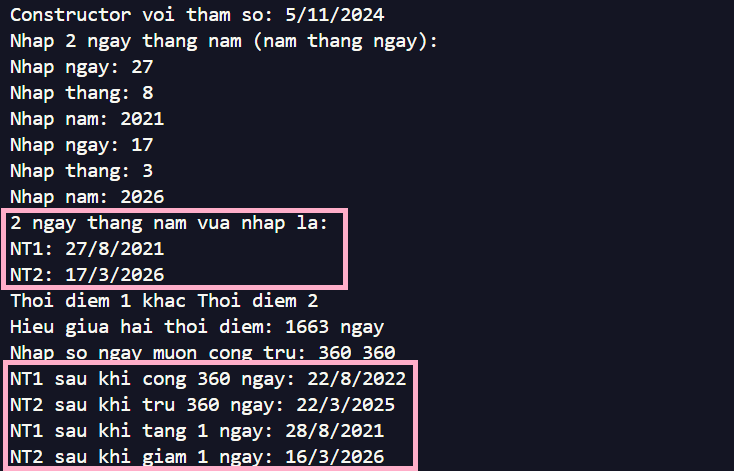 Constructor voi tham so: 5/11/2024
Nhap 2 ngay thang nam (nam thang ngay):
Nhap ngay: 27
Nhap thang: 8
Nhap nam: 2021
Nhap ngay: 17
Nhap thang: 3
Nhap nam: 2026
2 ngay thang nam vua nhap la:
NT1: 27/8/2021
NT2: 17/3/2026
Thoi diem 1 khac Thoi diem 2
Hieu giua hai thoi diem: 1663 ngay
Nhap so ngay muon cong tru: 360 360
NT1 sau khi cong 360 ngay: 22/8/2022
NT2 sau khi tru 360 ngay: 22/3/2025
NT1 sau khi tang 1 ngay: 28/8/2021
NT2 sau khi giam 1 ngay: 16/3/2026